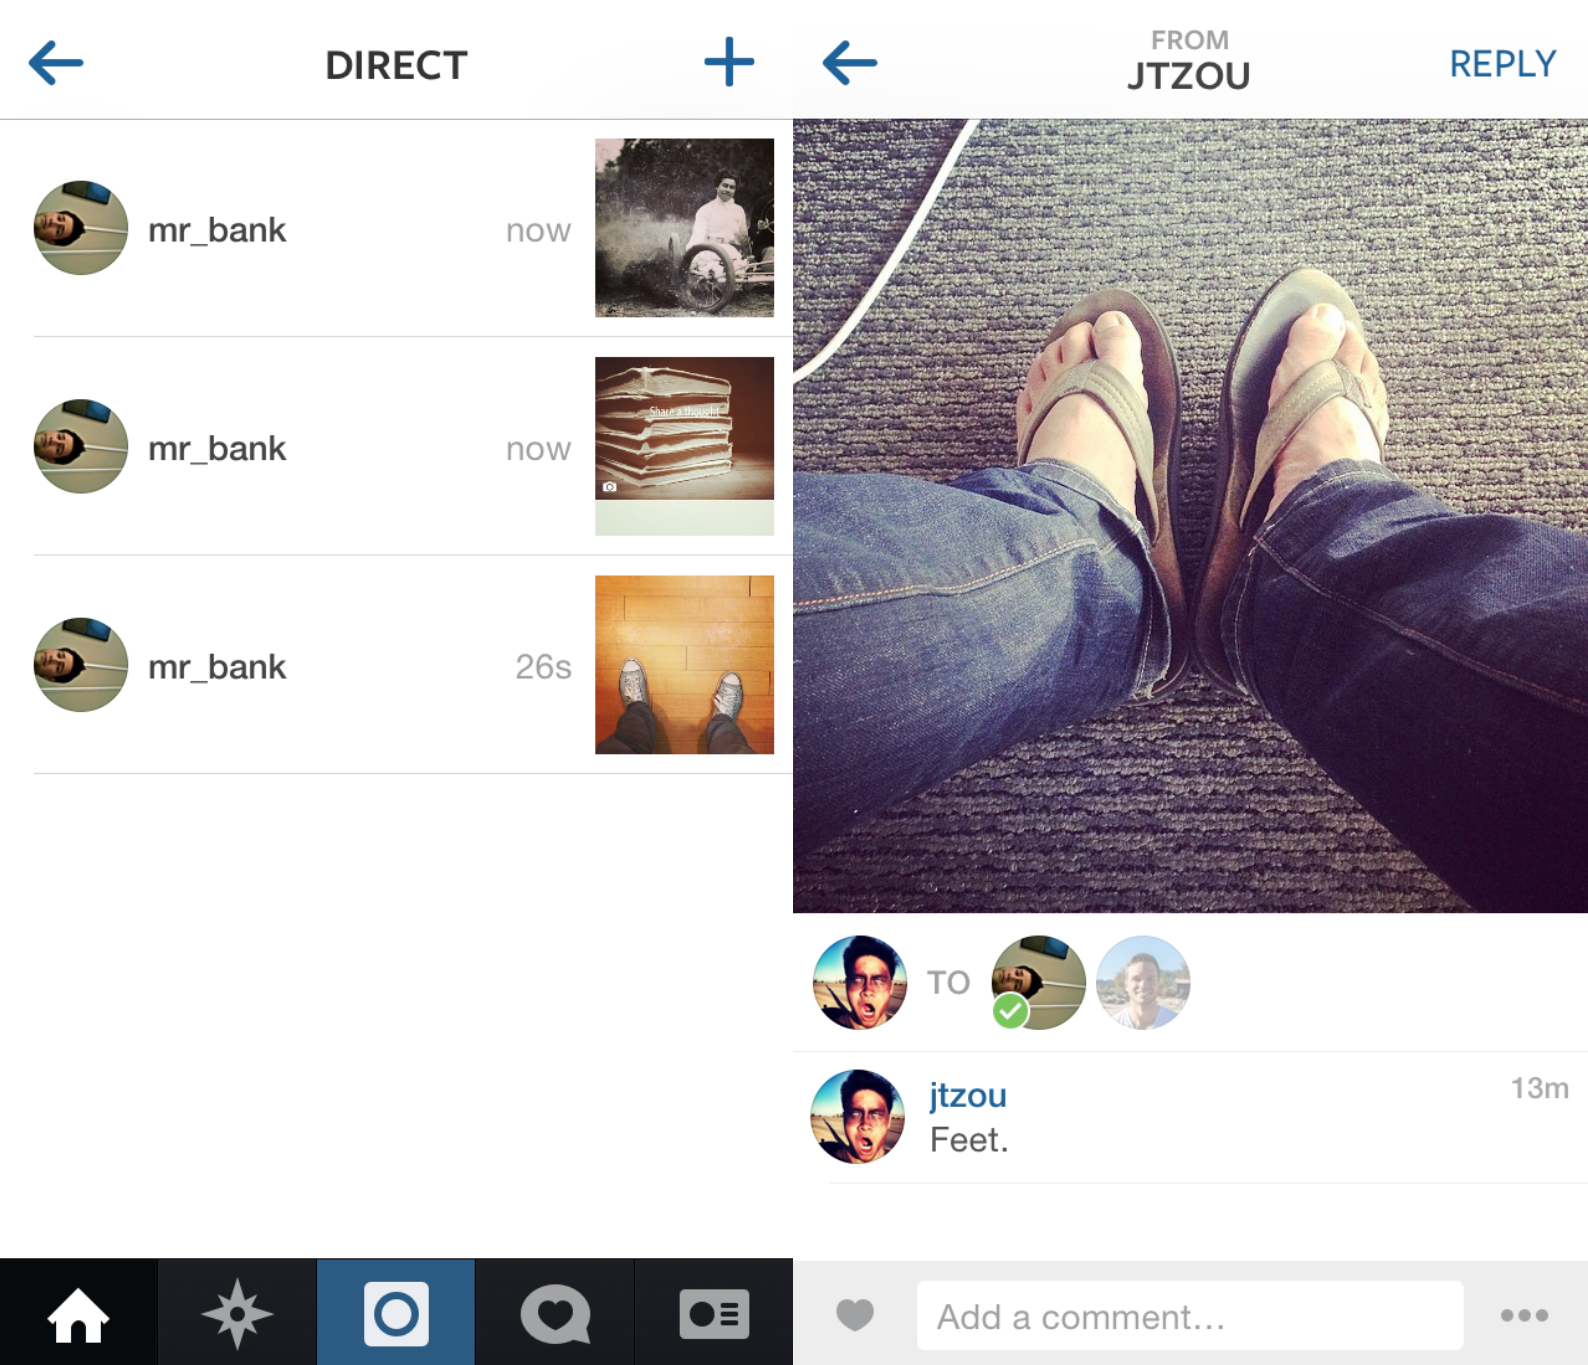 DIRECT
mr_bank
now
mr_bank
now
Share a thought
mr_bank
26s
FROM
JTZOU
REPLY
TO
jtzou
13m
Feet.
Add a comment...